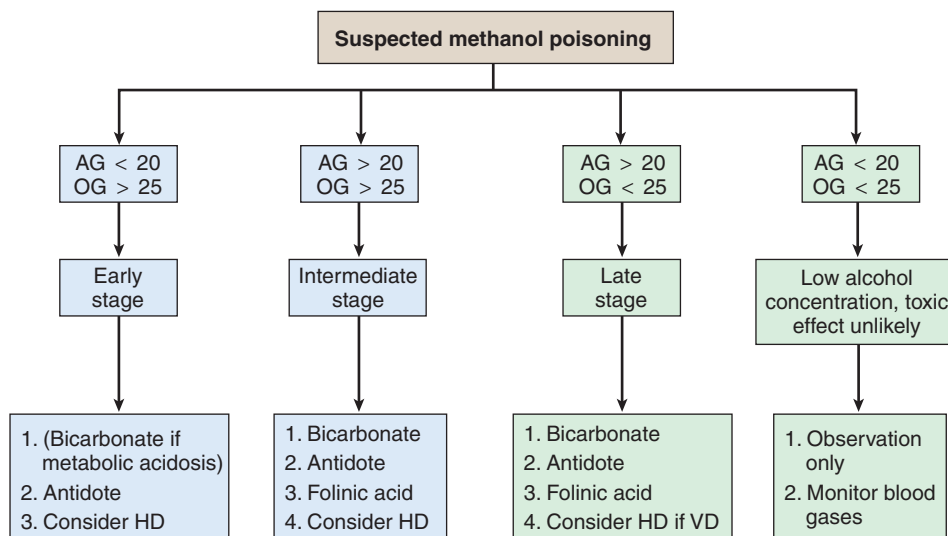 Suspected methanol poisoning
AG < 20
OG > 25
AG > 20
OG > 25
AG > 20
OG < 25
AG < 20
OG < 25
Early
stage
Intermediate
stage
Late
stage
Low alcohol
concentration, toxic
effect unlikely
1. (Bicarbonate if
metabolic acidosis)
2. Antidote
3. Consider HD
1. Bicarbonate
2. Antidote
3. Folinic acid
4. Consider HD
1. Bicarbonate
2. Antidote
3. Folinic acid
4. Consider HD if VD
1. Observation
only
2. Monitor blood
gases